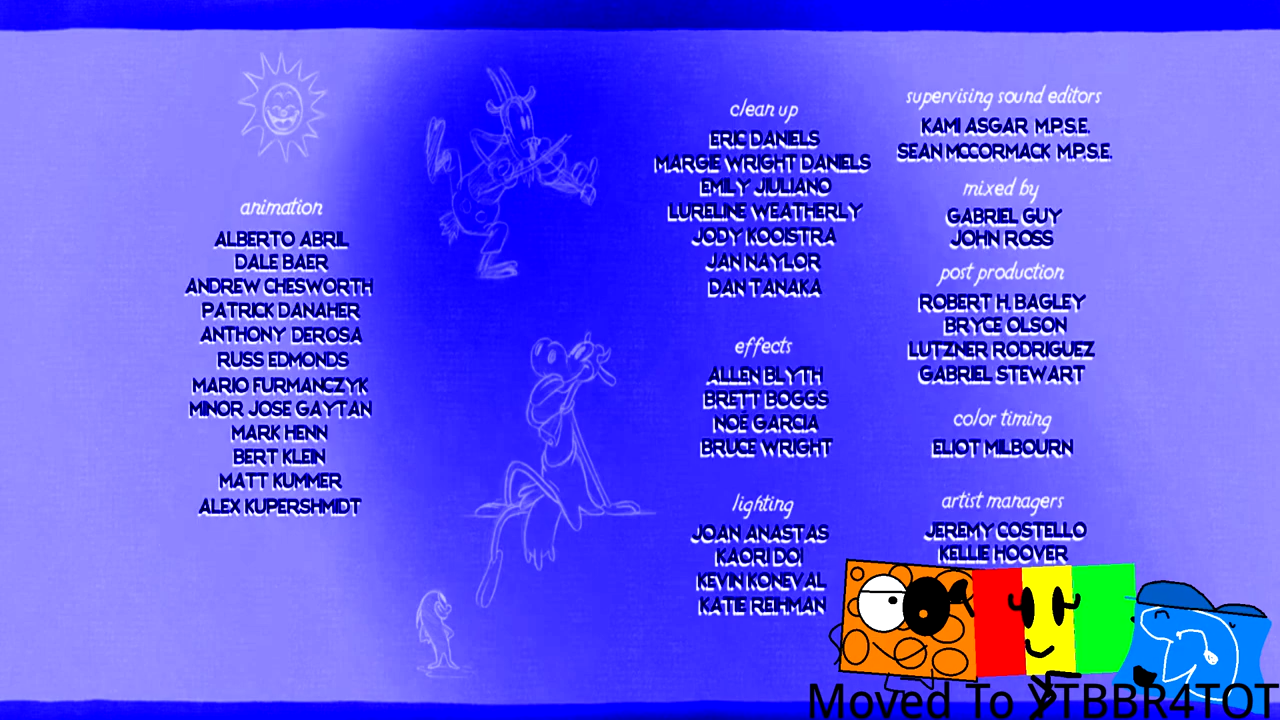 animation
ALBERTO ABRIL
DALE BAER
ANDREW CHESWORTH
PATRICK DANAHER
ANTHONY DEROSA
RUSS EDMONDS
MARIO FURMANCZYK
MINOR JOSE GAYTAN
MARK HENN
BERT KLEIN
MATT KUMMER
ALEX KUPERSHMIDT
clean up
ERIC DANIELS
MARGIE WRIGHT DANIELS
EMILY JIULIANO
LURELINE WEATHERLY
JODY KOOISTRA
JAN NAYLOR
DAN TANAKA
effects
ALLEN BLYTH
BRETT BOGGS
NOE GARCIA
BRUCE WRIGHT
lighting
JOAN ANASTAS
KAORI DOI
KEVIN KONEVAL
KATIE REIHMAN
supervising sound editors
KAMI ASGAR M.P.S.E.
SEAN MCCORMACK M.P.S.E.
mixed by
GABRIEL GUY
JOHN ROSS
post production
ROBERT H. BAGLEY
BRYCE OLSON
LUTZNER RODRIGUEZ
GABRIEL STEWART
color timing
ELIOT MILBOURN
artist managers
JEREMY COSTELLO
KELLIE HOOVER
Moved To YTBBR4TOT